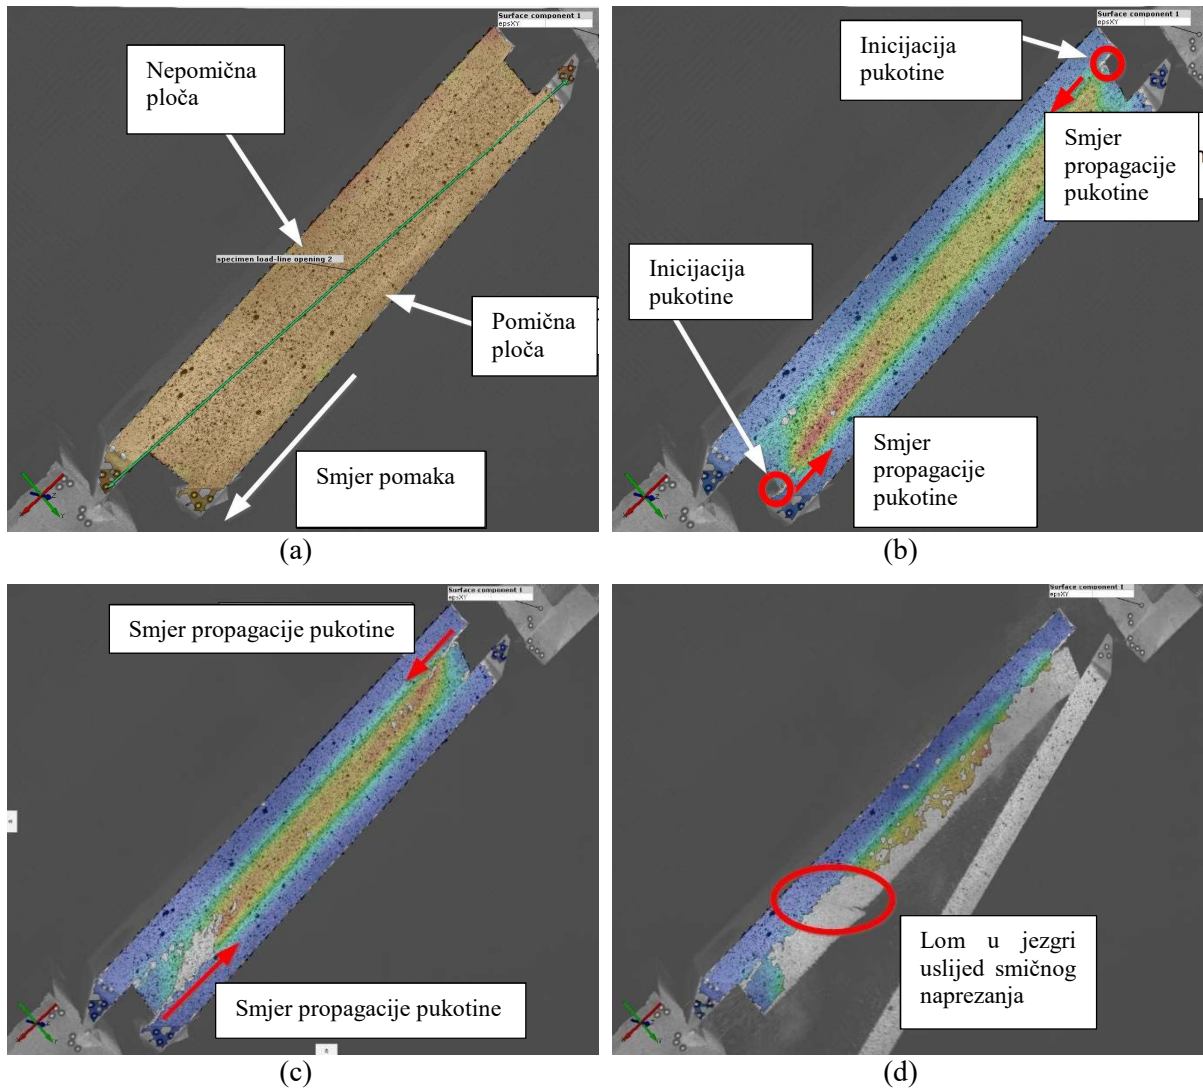 Surface component 1
epsXY
Nepomična
ploča
specimen load-line opening 2
Pomična
ploča
Smjer pomaka
(a)
Surface component 1
epsXY
Inicijacija
pukotine
Smjer
propagacije
pukotine
Inicijacija
pukotine
Smjer
propagacije
pukotine
(b)
Surface component 1
epsXY
Smjer propagacije pukotine
Smjer propagacije pukotine
(c)
Surface component 1
epsXY
Lom u jezgri
uslijed smičnog
naprezanja
(d)